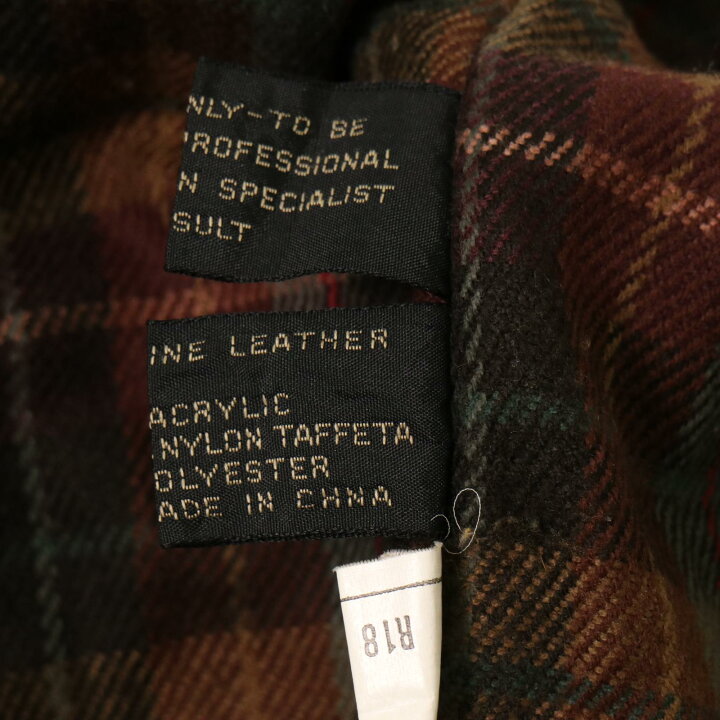 NLY-TO BE
ROFESSIONAL
N SPECIALIST
SULT
INE LEATHER
ACRYLIC
NYLON TAFFETA
OLYESTER
ADE IN CHNA
R18